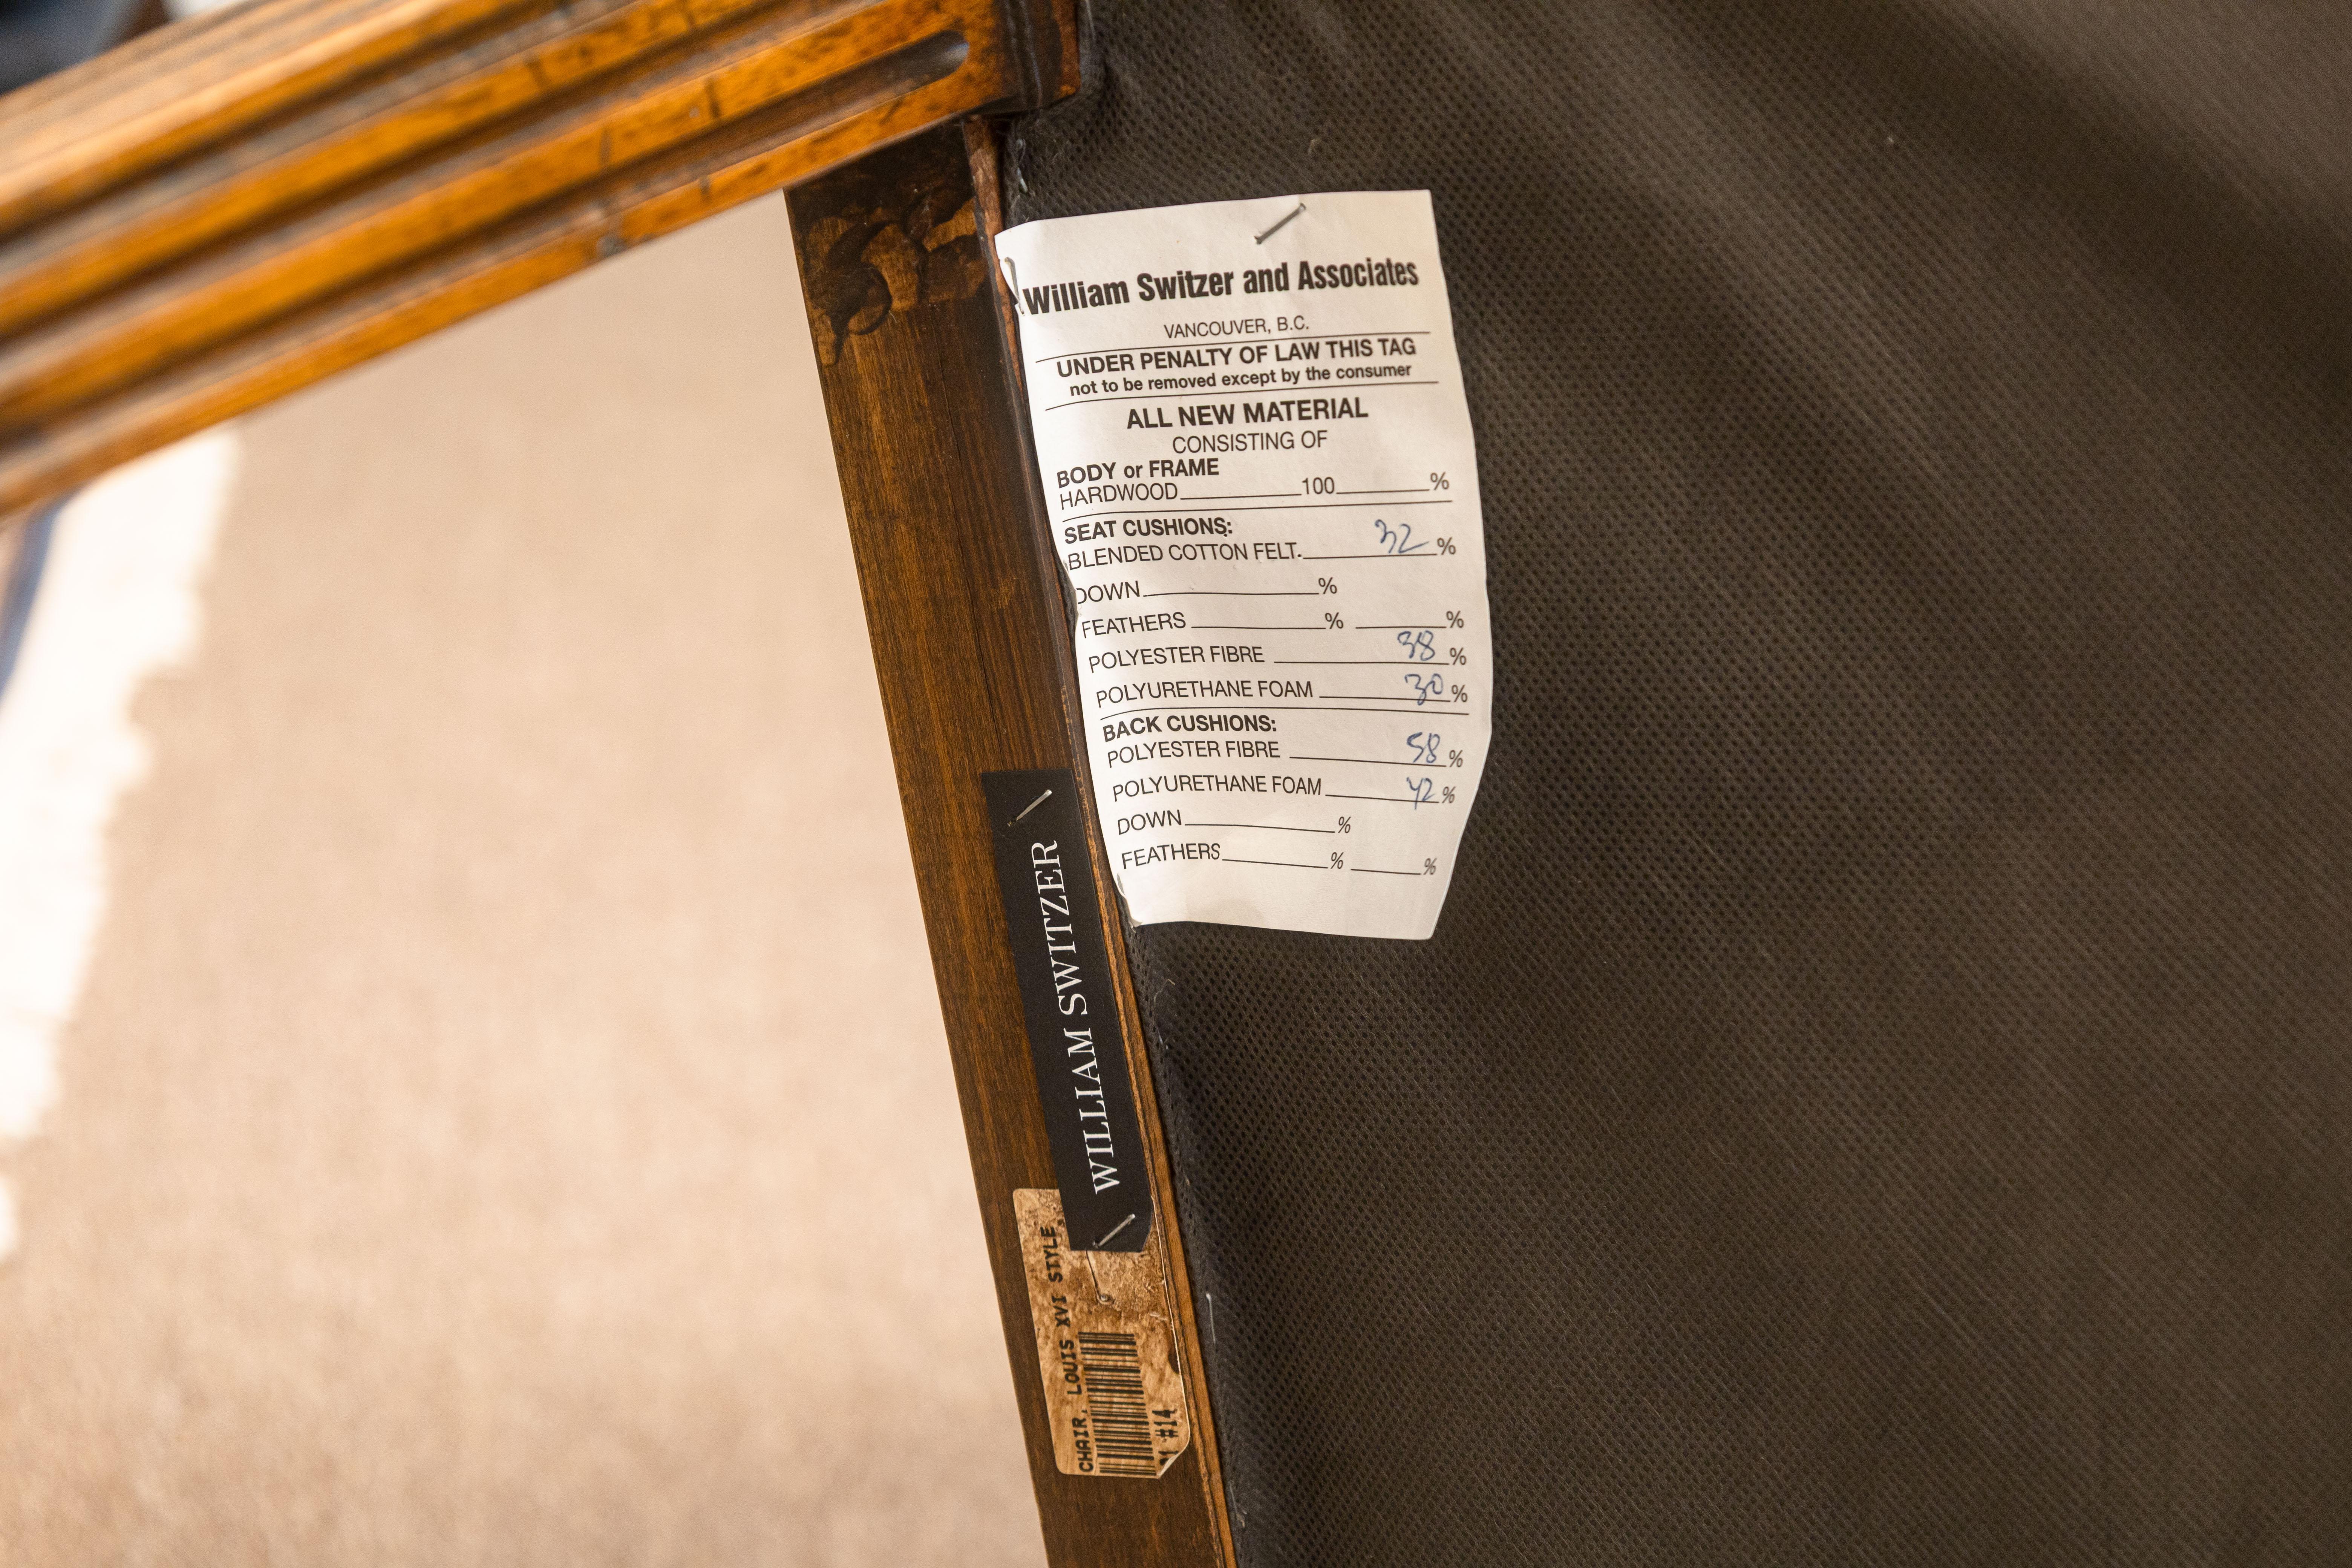 William Switzer and Associates
VANCOUVER, B.C.
UNDER PENALTY OF LAW THIS TAG
not to be removed except by the consumer
ALL NEW MATERIAL
CONSISTING OF
BODY or FRAME
HARDWOOD 100 %
SEAT CUSHIONS:
BLENDED COTTON FELT. 32 %
DOWN %
FEATHERS % %
POLYESTER FIBRE 38 %
POLYURETHANE FOAM 30 %
BACK CUSHIONS:
POLYESTER FIBRE 58 %
POLYURETHANE FOAM 42 %
DOWN %
FEATHERS % %
WILLIAM SWITZER
CHAIR, LOUIS XVI STYLE,
#14